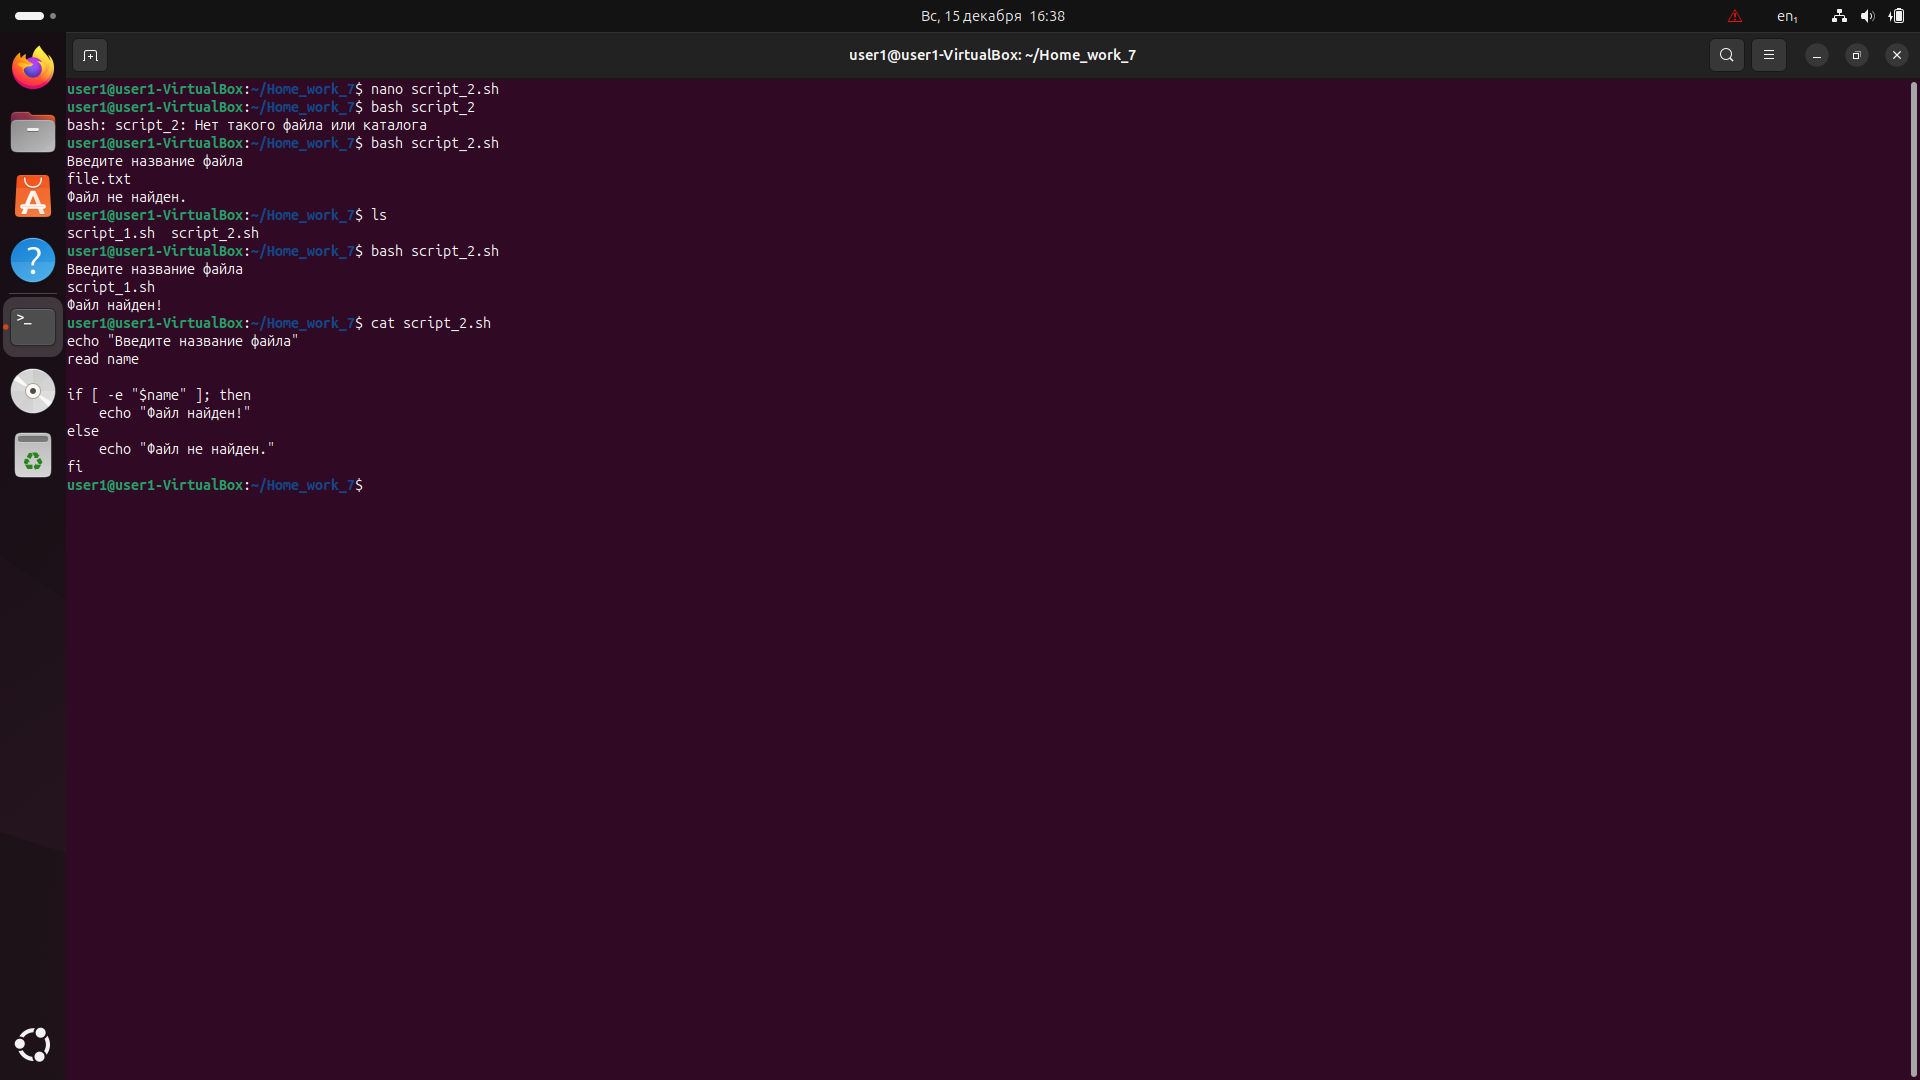 Вс, 15 декабря 16:38
en₁
user1@user1-VirtualBox: ~/Home_work_7
user1@user1-VirtualBox:~/Home_work_7$ nano script_2.sh
user1@user1-VirtualBox:~/Home_work_7$ bash script_2
bash: script_2: Нет такого файла или каталога
user1@user1-VirtualBox:~/Home_work_7$ bash script_2.sh
Введите название файла
file.txt
Файл не найден.
user1@user1-VirtualBox:~/Home_work_7$ ls
script_1.sh  script_2.sh
user1@user1-VirtualBox:~/Home_work_7$ bash script_2.sh
Введите название файла
script_1.sh
Файл найден!
user1@user1-VirtualBox:~/Home_work_7$ cat script_2.sh
echo "Введите название файла"
read name

if [ -e "$name" ]; then
    echo "Файл найден!"
else
    echo "Файл не найден."
fi
user1@user1-VirtualBox:~/Home_work_7$